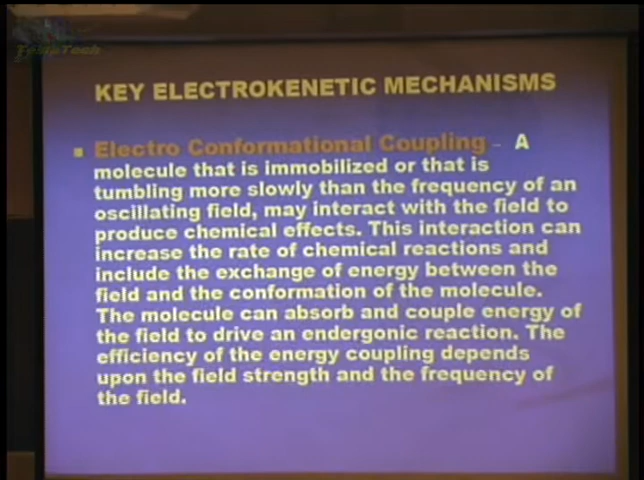 KEY ELECTROKENETIC MECHANISMS
Electro Conformational Coupling - A
molecule that is immobilized or that is
tumbling more slowly than the frequency of an
oscillating field, may interact with the field to
produce chemical effects. This interaction can
increase the rate of chemical reactions and
include the exchange of energy between the
field and the conformation of the molecule.
The molecule can absorb and couple energy of
the field to drive an endergonic reaction. The
efficiency of the energy coupling depends
upon the field strength and the frequency of
the field.